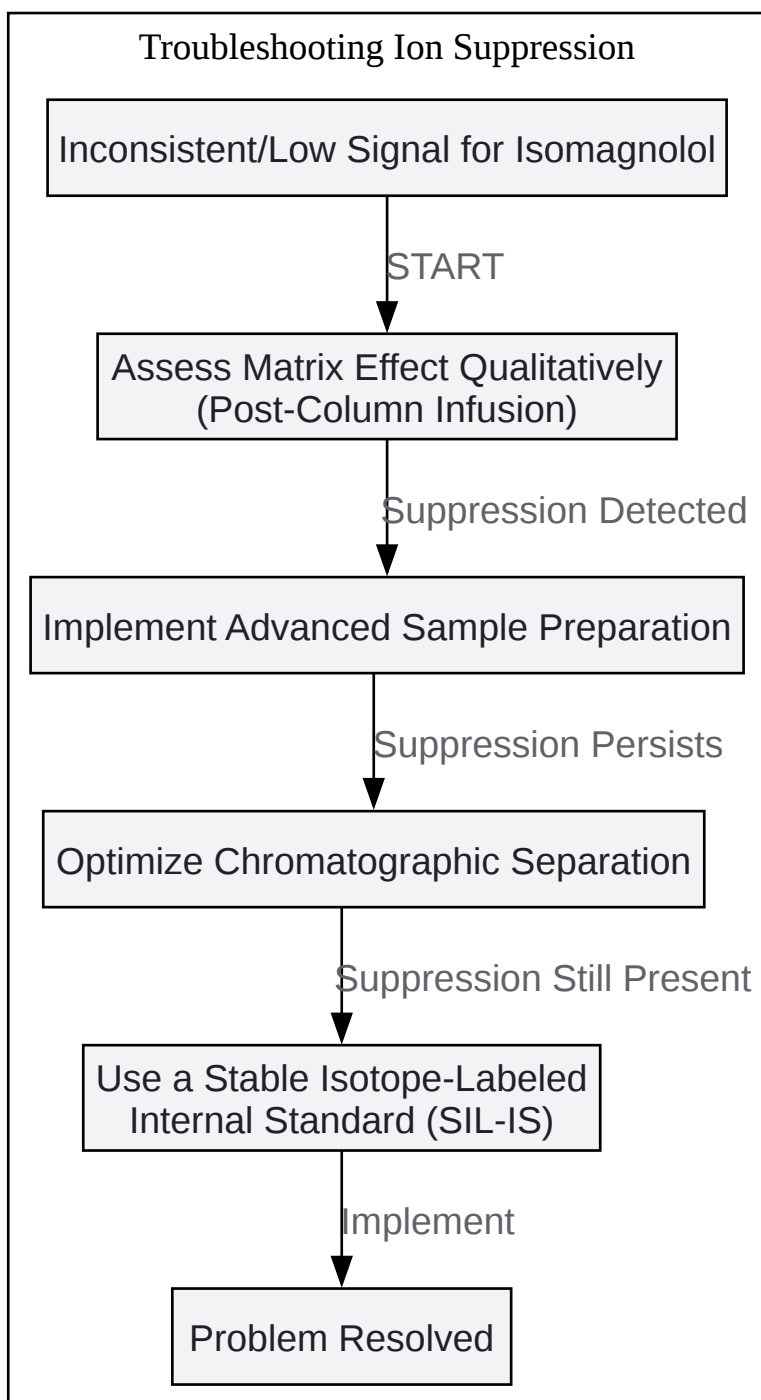 Troubleshooting Ion Suppression
Inconsistent/Low Signal for Isomagnolol
START
Assess Matrix Effect Qualitatively
(Post-Column Infusion)
Suppression Detected
Implement Advanced Sample Preparation
Suppression Persists
Optimize Chromatographic Separation
Suppression Still Present
Use a Stable Isotope-Labeled
Internal Standard (SIL-IS)
Implement
Problem Resolved